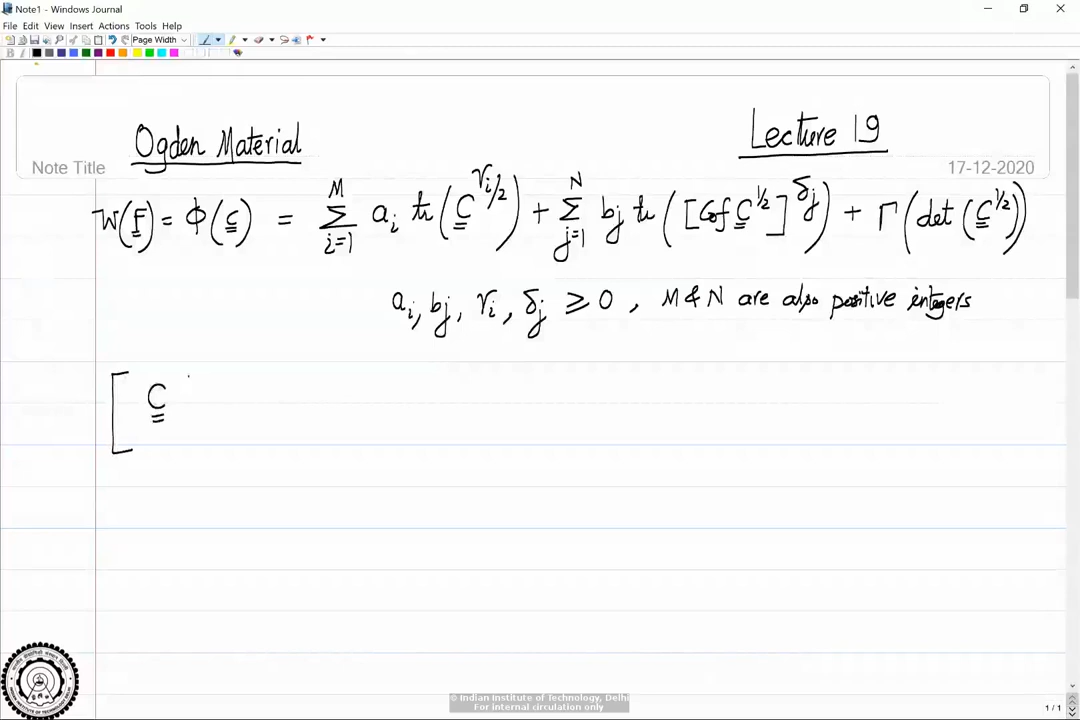 Note1 - Windows Journal
File Edit View Insert Actions Tools Help
Page Width
Ogden Material
Lecture 19
Note Title
17-12-2020
W(F) = Φ(C) = Σ_{i=1}^{M} a_i tr(C^{γ_i/2}) + Σ_{j=1}^{N} b_j tr([Cof C^{1/2}]^{δ_j}) + Γ(det(C^{1/2}))
a_i, b_j, γ_i, δ_j ≥ 0, M & N are also positive integers
[ C
© Indian Institute of Technology, Delhi
For internal circulation only
1 / 1